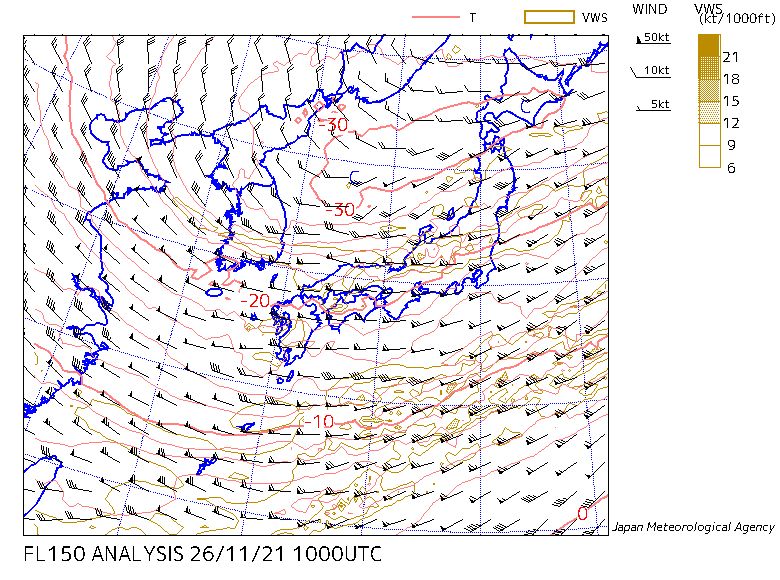 T VWS WIND VWS
(kt/1000ft)
50kt
10kt
5kt
21
18
15
12
9
6
-30
C
C
-30
-20
-10
0
Japan Meteorological Agency
FL150 ANALYSIS 26/11/21 1000UTC